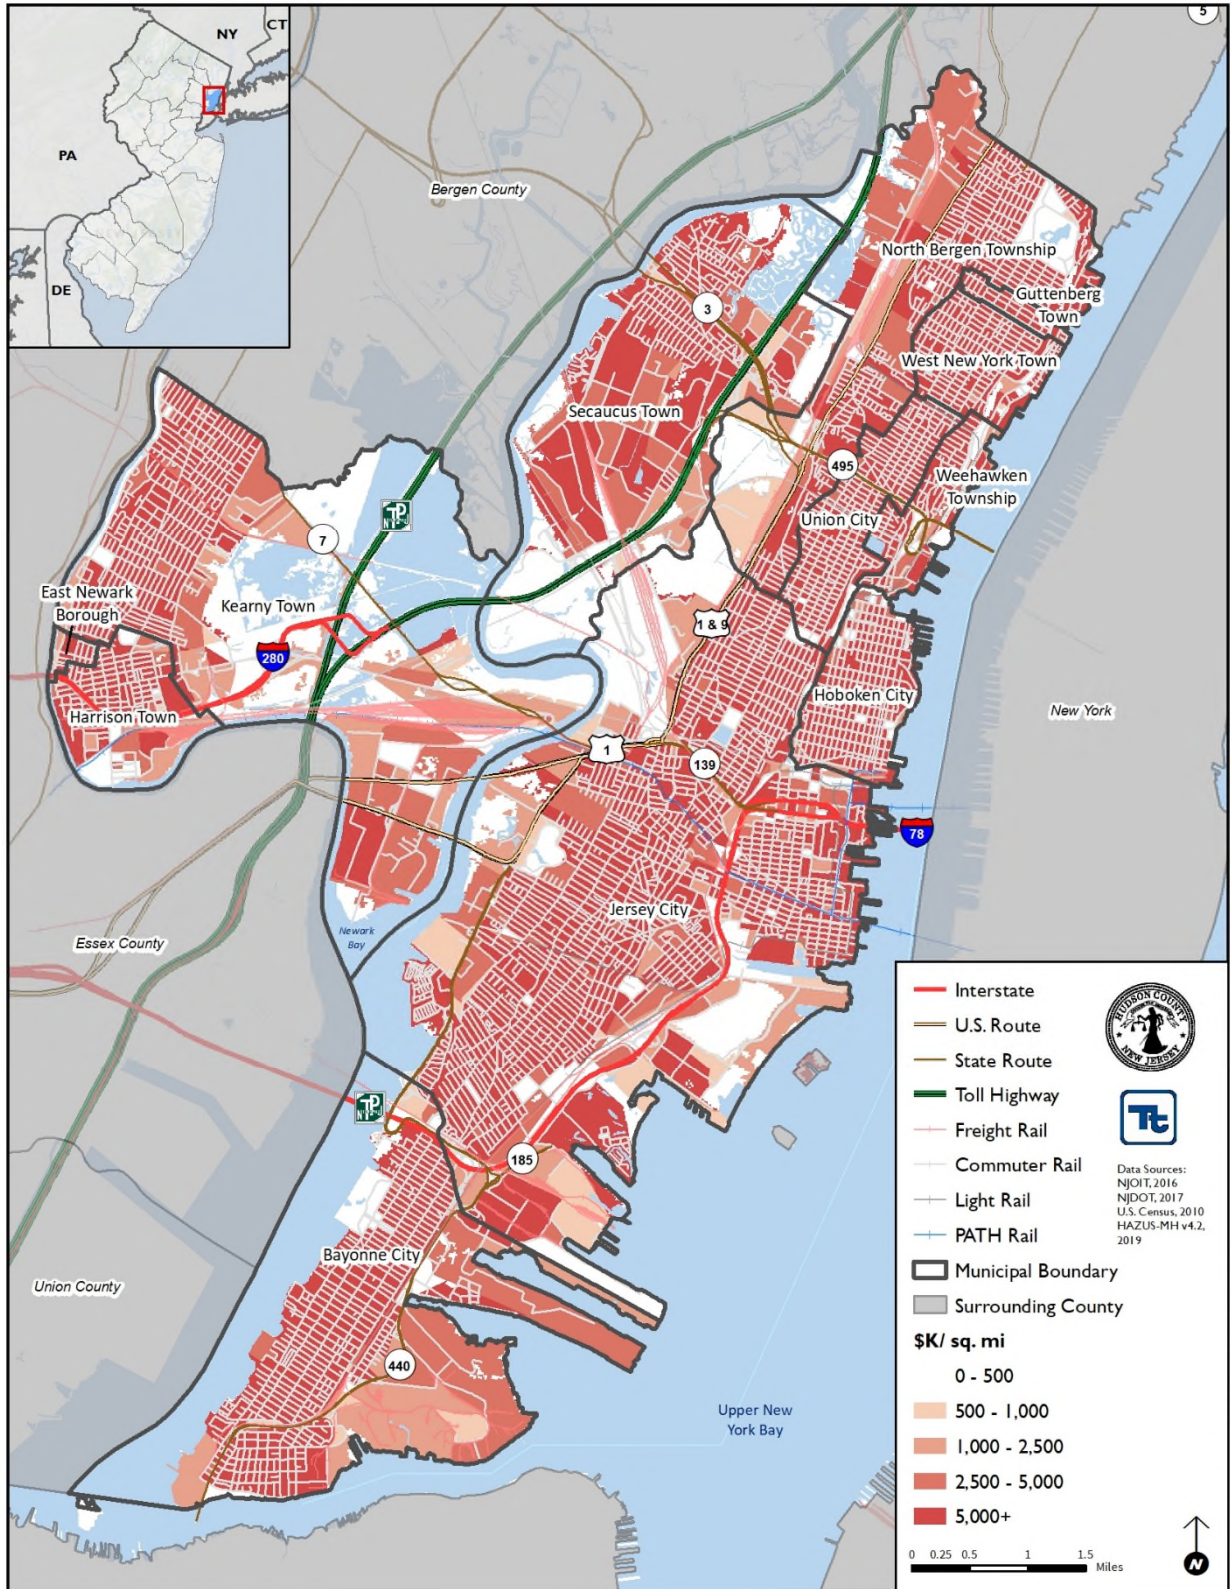 NY
CT
5
PA
DE
Bergen County
North Bergen Township
Guttenberg
Town
3
West New York Town
Secaucus Town
495
Weehawken
Township
Union City
7
East Newark
Borough
Kearny Town
1 & 9
280
Hoboken City
Harrison Town
New York
1
139
78
Jersey City
Newark
Bay
Essex County
185
Bayonne City
Union County
440
Upper New
York Bay
Interstate
U.S. Route
State Route
Toll Highway
Freight Rail
Commuter Rail
Light Rail
PATH Rail
Municipal Boundary
Surrounding County
HUDSON COUNTY
NEW JERSEY
Tt
Data Sources:
NJOIT, 2016
NJDOT, 2017
U.S. Census, 2010
HAZUS-MH v4.2,
2019
$K/ sq. mi
0 - 500
500 - 1,000
1,000 - 2,500
2,500 - 5,000
5,000+
0 0.25 0.5 1 1.5
Miles
N